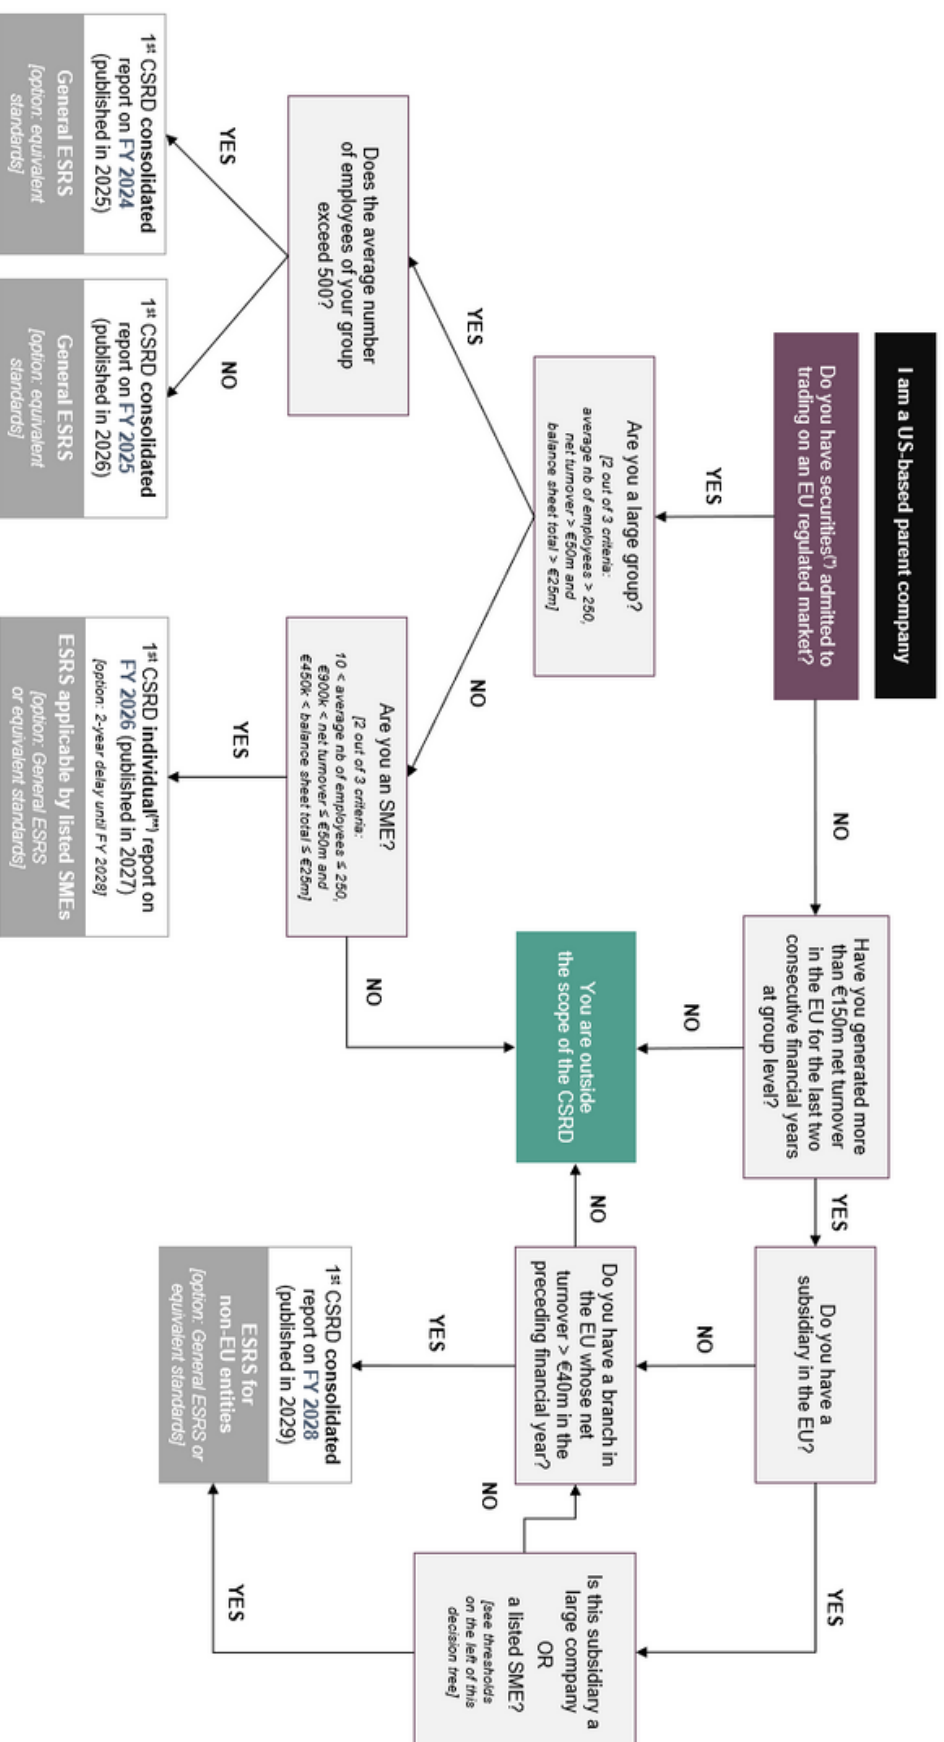 I am a US-based parent company
Do you have securities(*) admitted to
trading on an EU regulated market?
YES
NO
Are you a large group?
[2 out of 3 criteria:
average nb of employees > 250,
net turnover > €50m and
balance sheet total > €25m]
YES
NO
Does the average number
of employees of your group
exceed 500?
YES
NO
1st CSRD consolidated
report on FY 2024
(published in 2025)
General ESRS
[option: equivalent
standards]
1st CSRD consolidated
report on FY 2025
(published in 2026)
General ESRS
[option: equivalent
standards]
Are you an SME?
[2 out of 3 criteria:
10 < average nb of employees ≤ 250,
€900k < net turnover ≤ €50m and
€450k < balance sheet total ≤ €25m]
YES
NO
1st CSRD individual(**) report on
FY 2026 (published in 2027)
[option: 2-year delay until FY 2028]
ESRS applicable by listed SMEs
[option: General ESRS
or equivalent standards]
Have you generated more
than €150m net turnover
in the EU for the last two
consecutive financial years
at group level?
NO
YES
You are outside
the scope of the CSRD
Do you have a
subsidiary in the EU?
NO
YES
Do you have a branch in
the EU whose net
turnover > €40m in the
preceding financial year?
NO
YES
NO
1st CSRD consolidated
report on FY 2028
(published in 2029)
ESRS for
non-EU entities
[option: General ESRS or
equivalent standards]
Is this subsidiary a
large company
OR
a listed SME?
[see thresholds
on the left of this
decision tree]
YES